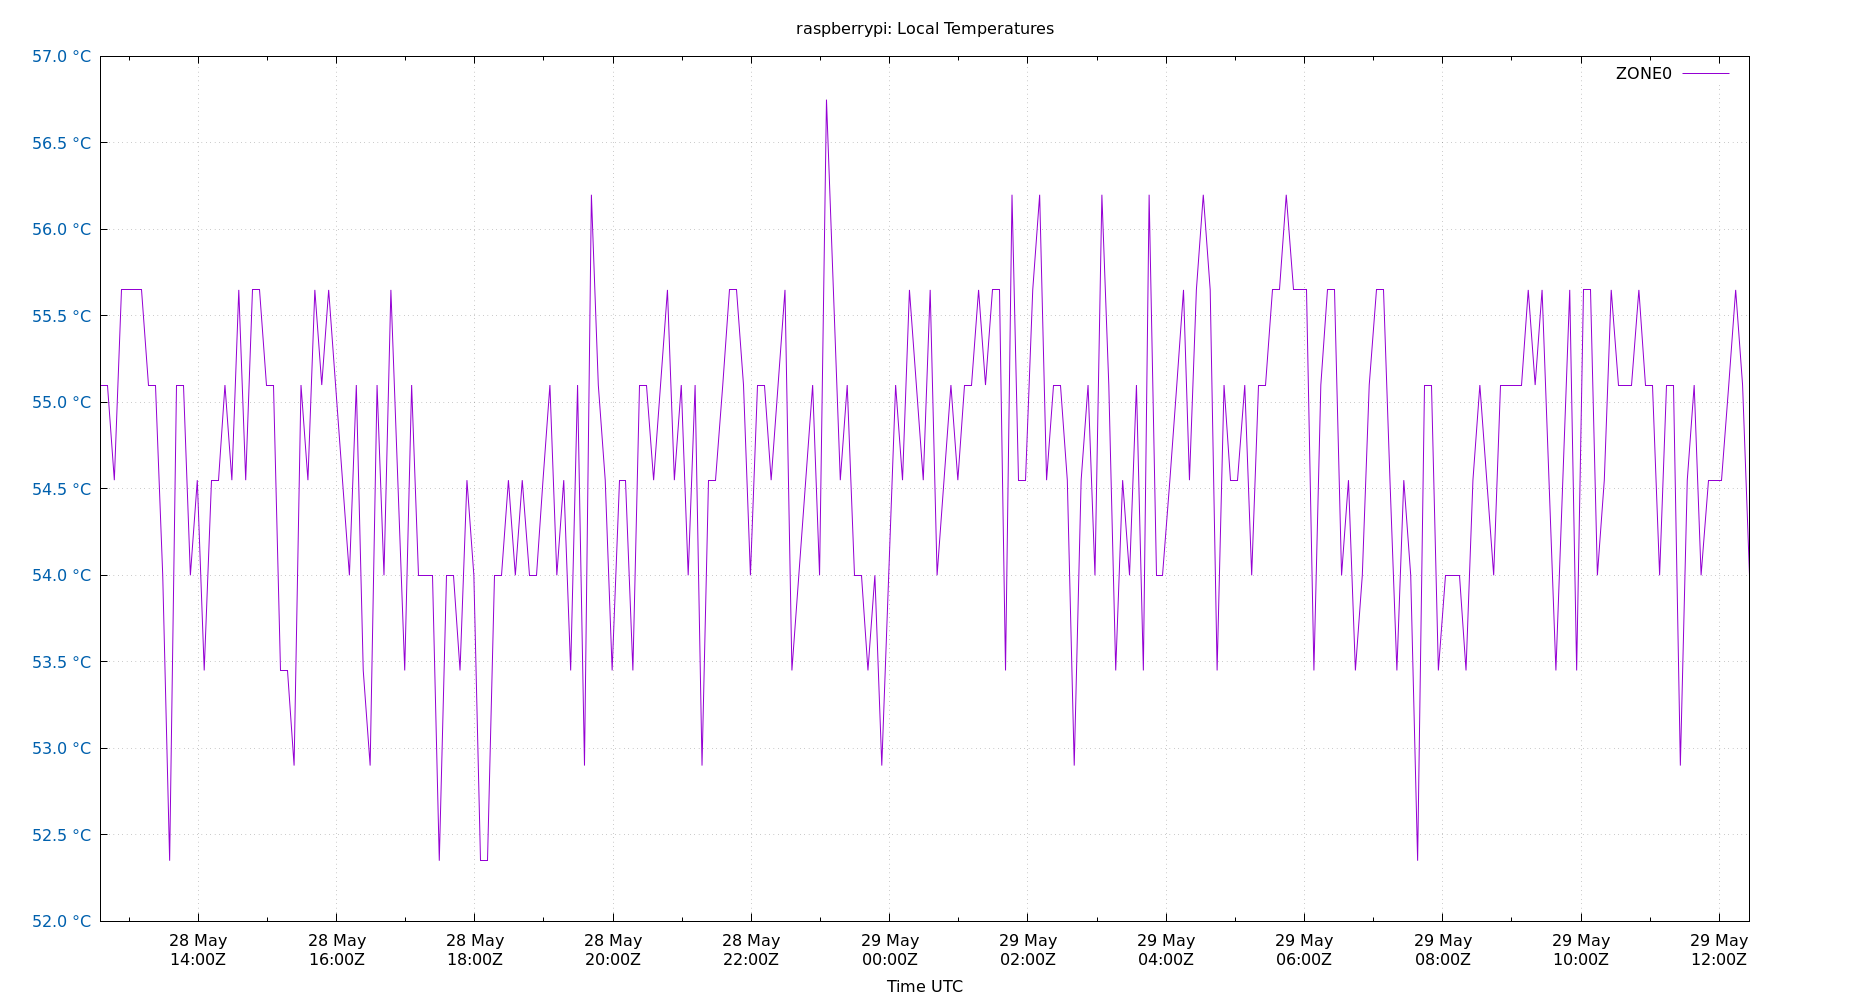 raspberrypi: Local Temperatures
57.0 °C
ZONE0
56.5 °C
56.0 °C
55.5 °C
55.0 °C
54.5 °C
54.0 °C
53.5 °C
53.0 °C
52.5 °C
52.0 °C
28 May 28 May 28 May 28 May 28 May 29 May 29 May 29 May 29 May 29 May 29 May 29 May
14:00Z 16:00Z 18:00Z 20:00Z 22:00Z 00:00Z 02:00Z 04:00Z 06:00Z 08:00Z 10:00Z 12:00Z
Time UTC